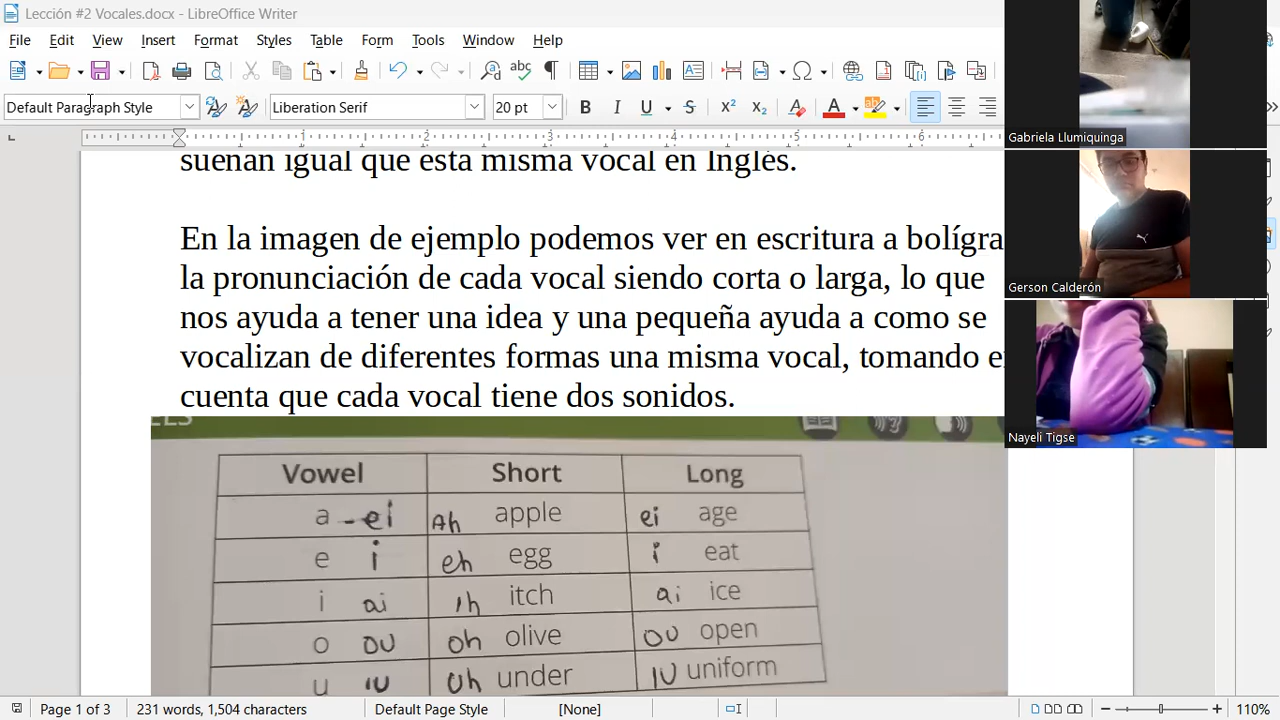 Lección #2 Vocales.docx - LibreOffice Writer
File Edit View Insert Format Styles Table Form Tools Window Help
Default Paragraph Style Liberation Serif 20 pt
1 2 3 4 5 6
suenan igual que esta misma vocal en Inglés.
En la imagen de ejemplo podemos ver en escritura a bolígra
la pronunciación de cada vocal siendo corta o larga, lo que
nos ayuda a tener una idea y una pequeña ayuda a como se
vocalizan de diferentes formas una misma vocal, tomando e
cuenta que cada vocal tiene dos sonidos.
Vowel Short Long
a - ei Ah apple ei age
e i eh egg i eat
i ai ih itch ai ice
o ou oh olive ou open
u iu uh under iu uniform
Gabriela Llumiquinga
Gerson Calderón
Nayeli Tigse
Page 1 of 3 231 words, 1,504 characters Default Page Style [None] 110%